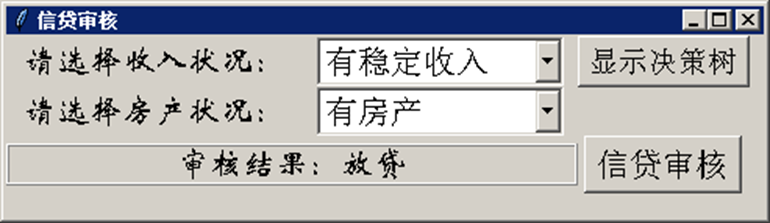 信贷审核
请选择收入状况： 有稳定收入 显示决策树
请选择房产状况： 有房产
审核结果：放贷 信贷审核